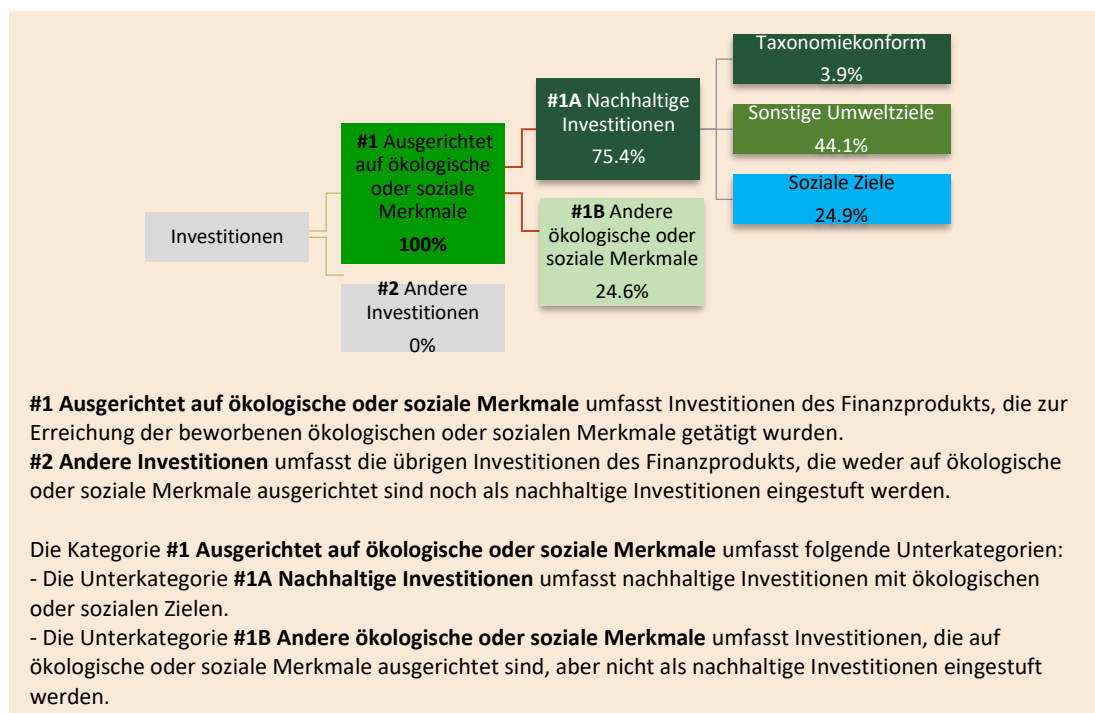 Investitionen
#1 Ausgerichtet
auf ökologische
oder soziale
Merkmale
100%
#2 Andere
Investitionen
0%
#1A Nachhaltige
Investitionen
75.4%
#1B Andere
ökologische oder
soziale Merkmale
24.6%
Taxonomiekonform
3.9%
Sonstige Umweltziele
44.1%
Soziale Ziele
24.9%
#1 Ausgerichtet auf ökologische oder soziale Merkmale umfasst Investitionen des Finanzprodukts, die zur
Erreichung der beworbenen ökologischen oder sozialen Merkmale getätigt wurden.
#2 Andere Investitionen umfasst die übrigen Investitionen des Finanzprodukts, die weder auf ökologische
oder soziale Merkmale ausgerichtet sind noch als nachhaltige Investitionen eingestuft werden.
Die Kategorie #1 Ausgerichtet auf ökologische oder soziale Merkmale umfasst folgende Unterkategorien:
- Die Unterkategorie #1A Nachhaltige Investitionen umfasst nachhaltige Investitionen mit ökologischen
oder sozialen Zielen.
- Die Unterkategorie #1B Andere ökologische oder soziale Merkmale umfasst Investitionen, die auf
ökologische oder soziale Merkmale ausgerichtet sind, aber nicht als nachhaltige Investitionen eingestuft
werden.